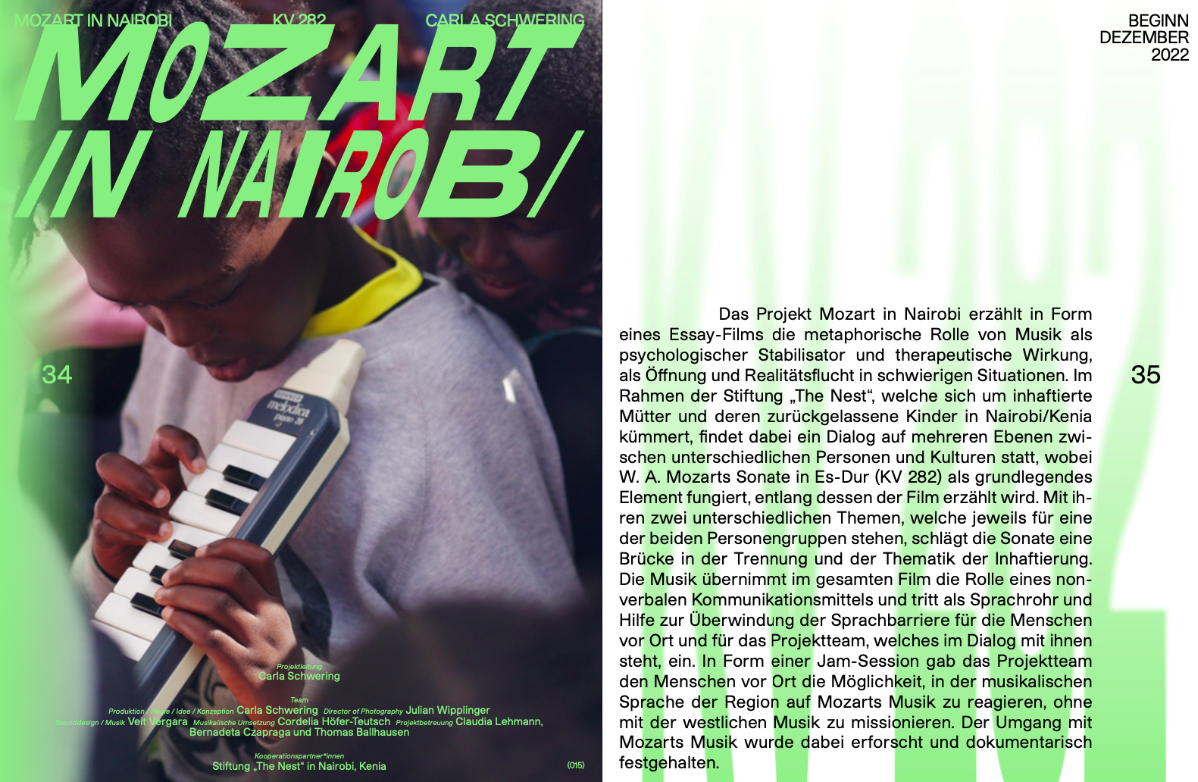 MOZART IN NAIROBI
KV 282
CARLA SCHWERING
MOZART
IN NAIROBI
34
melodica
piano 26
Projektleitung
Carla Schwering
Team
Produktion / Regie / Idee / Konzeption Carla Schwering Director of Photography Julian Wipplinger
Sounddesign / Musik Veit Vergara Musikalische Umsetzung Cordelia Höfer-Teutsch Projektbetreuung Claudia Lehmann,
Bernadeta Czapraga und Thomas Ballhausen
Kooperationspartner*innen
Stiftung „The Nest“ in Nairobi, Kenia
(015)
BEGINN
DEZEMBER
2022
KV 282
Das Projekt Mozart in Nairobi erzählt in Form
eines Essay-Films die metaphorische Rolle von Musik als
psychologischer Stabilisator und therapeutische Wirkung,
als Öffnung und Realitätsflucht in schwierigen Situationen. Im
Rahmen der Stiftung „The Nest“, welche sich um inhaftierte
Mütter und deren zurückgelassene Kinder in Nairobi/Kenia
kümmert, findet dabei ein Dialog auf mehreren Ebenen zwi-
schen unterschiedlichen Personen und Kulturen statt, wobei
W. A. Mozarts Sonate in Es-Dur (KV 282) als grundlegendes
Element fungiert, entlang dessen der Film erzählt wird. Mit ih-
ren zwei unterschiedlichen Themen, welche jeweils für eine
der beiden Personengruppen stehen, schlägt die Sonate eine
Brücke in der Trennung und der Thematik der Inhaftierung.
Die Musik übernimmt im gesamten Film die Rolle eines non-
verbalen Kommunikationsmittels und tritt als Sprachrohr und
Hilfe zur Überwindung der Sprachbarriere für die Menschen
vor Ort und für das Projektteam, welches im Dialog mit ihnen
steht, ein. In Form einer Jam-Session gab das Projektteam
den Menschen vor Ort die Möglichkeit, in der musikalischen
Sprache der Region auf Mozarts Musik zu reagieren, ohne
mit der westlichen Musik zu missionieren. Der Umgang mit
Mozarts Musik wurde dabei erforscht und dokumentarisch
festgehalten.
35